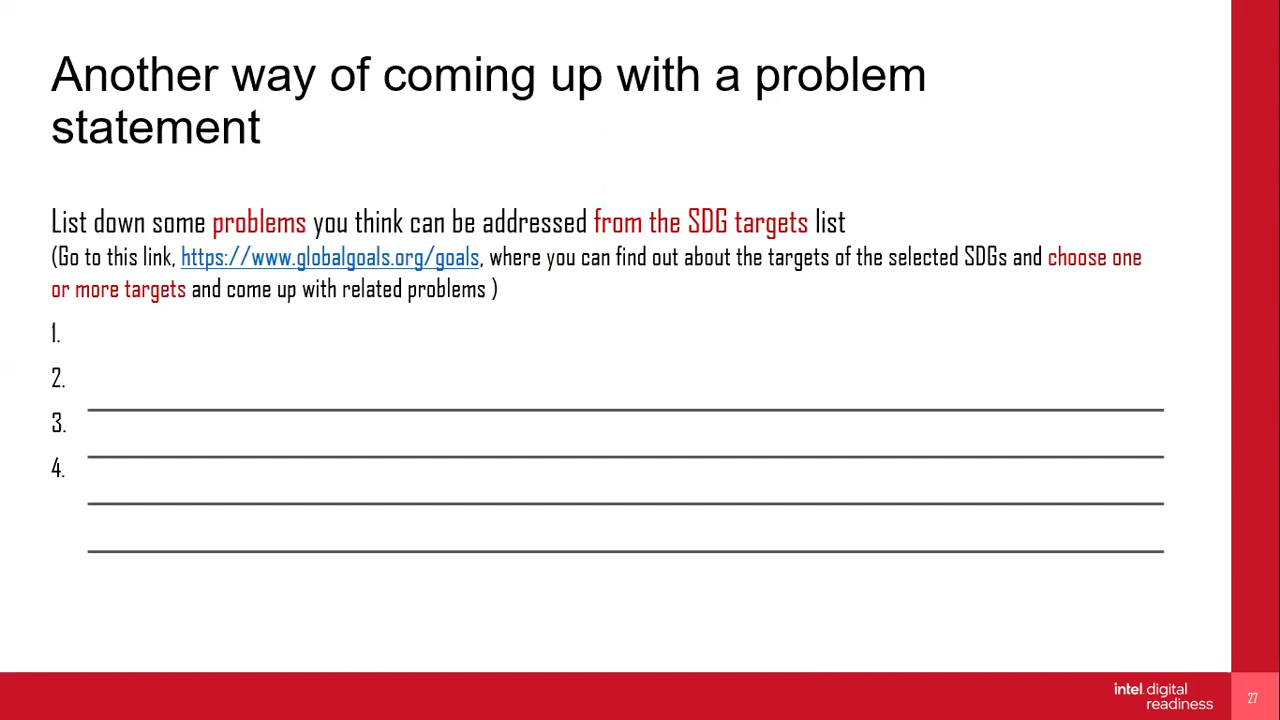 Another way of coming up with a problem
statement
List down some problems you think can be addressed from the SDG targets list
(Go to this link, https://www.globalgoals.org/goals, where you can find out about the targets of the selected SDGs and choose one
or more targets and come up with related problems )
1.
2.
3.
4.
intel. digital
readiness
27